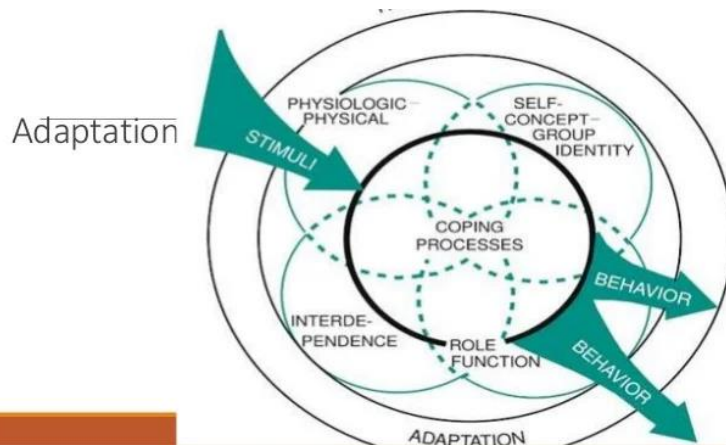 Adaptation
PHYSIOLOGIC–
PHYSICAL
SELF-
CONCEPT–
GROUP
IDENTITY
STIMULI
COPING
PROCESSES
BEHAVIOR
INTERDE-
PENDENCE
ROLE
FUNCTION
BEHAVIOR
ADAPTATION